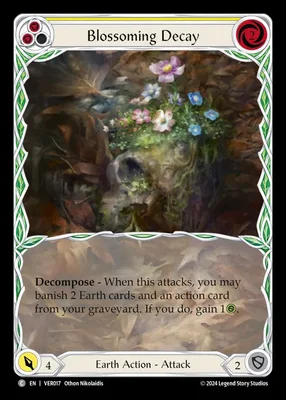 Blossoming Decay
Decompose - When this attacks, you may
banish 2 Earth cards and an action card
from your graveyard. If you do, gain 1
4
Earth Action - Attack
2
C EN | VER017 Othon Nikolaidis
© 2024 Legend Story Studios